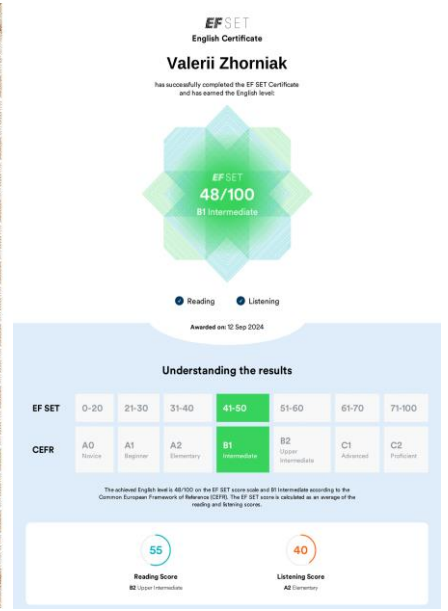 EF SET
English Certificate
Valerii Zhorniak
has successfully completed the EF SET Certificate
and has earned the English level:
EF SET
48/100
B1 Intermediate
Reading
Listening
Awarded on: 12 Sep 2024
Understanding the results
EF SET 0-20 21-30 31-40 41-50 51-60 61-70 71-100
CEFR A0 A1 A2 B1 B2 C1 C2
Novice Beginner Elementary Intermediate Upper Intermediate Advanced Proficient
The achieved English level is 48/100 on the EF SET score scale and B1 Intermediate according to the
Common European Framework of Reference (CEFR). The EF SET score is calculated as an average of the
reading and listening scores.
55
Reading Score
B2 Upper Intermediate
40
Listening Score
A2 Elementary